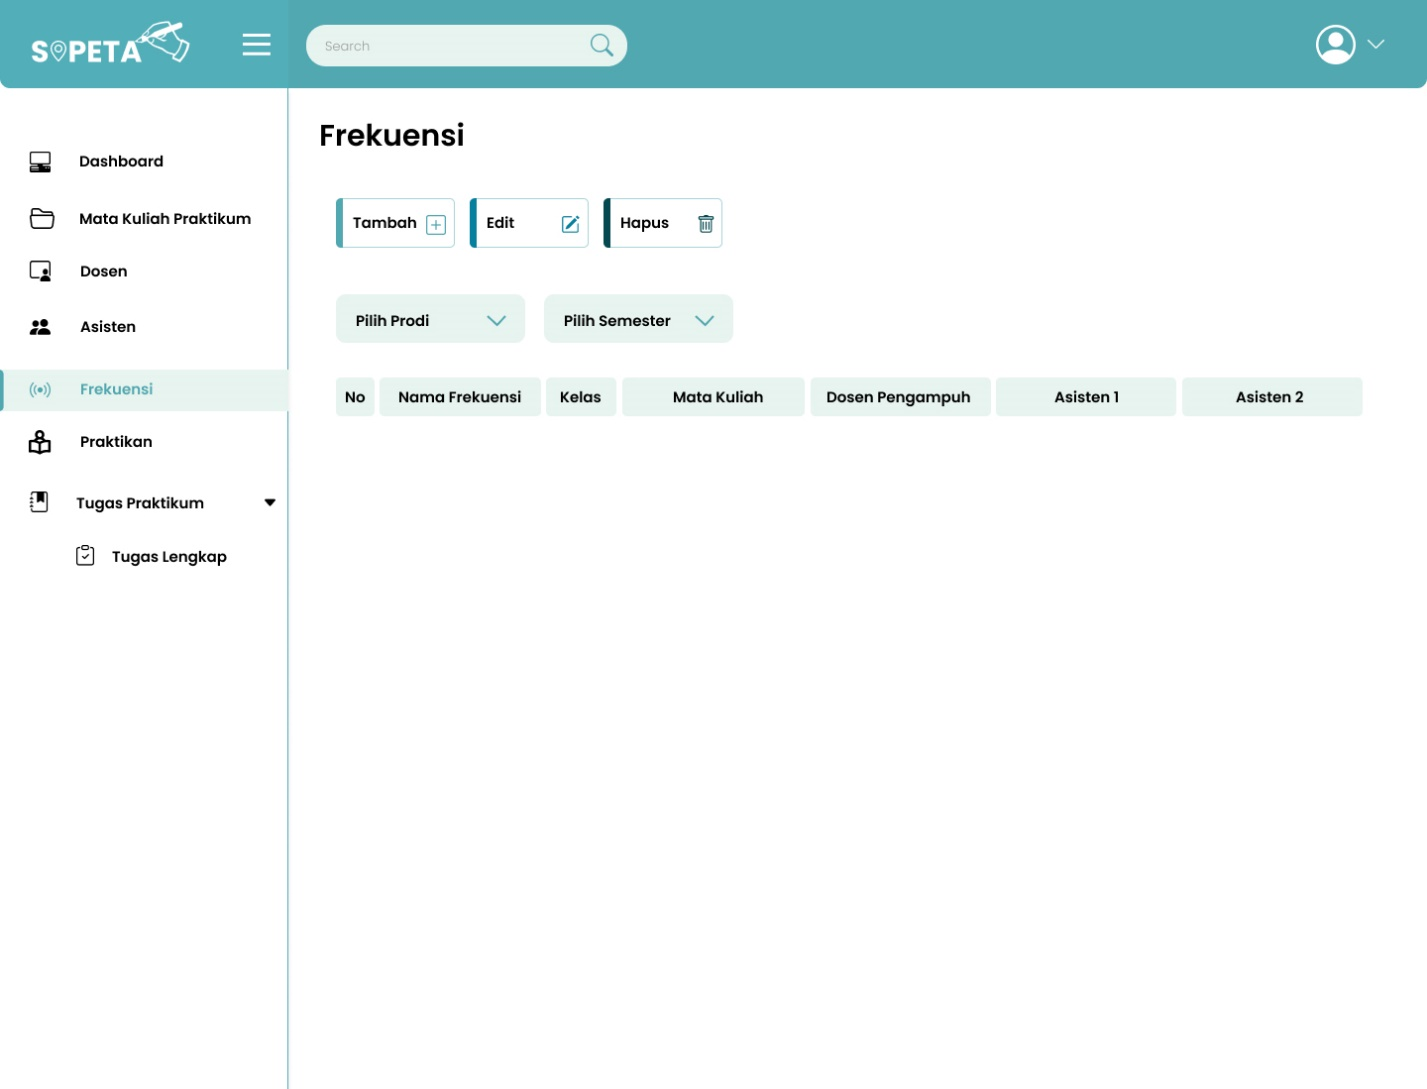 SOPETA
Search
Frekuensi
Dashboard
Mata Kuliah Praktikum
Dosen
Asisten
Frekuensi
Praktikan
Tugas Praktikum
Tugas Lengkap
Tambah Edit Hapus
Pilih Prodi Pilih Semester
No Nama Frekuensi Kelas Mata Kuliah Dosen Pengampuh Asisten 1 Asisten 2